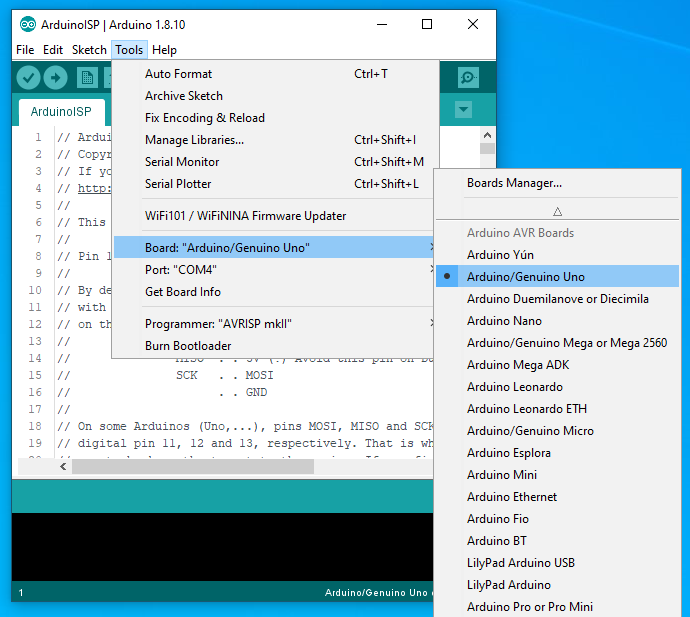 ArduinoISP | Arduino 1.8.10
File Edit Sketch Tools Help
Auto Format Ctrl+T
Archive Sketch
Fix Encoding & Reload
Manage Libraries... Ctrl+Shift+I
Serial Monitor Ctrl+Shift+M
Serial Plotter Ctrl+Shift+L
WiFi101 / WiFiNINA Firmware Updater
Board: "Arduino/Genuino Uno"
Port: "COM4"
Get Board Info
Programmer: "AVRISP mkII"
Burn Bootloader
Boards Manager...
Arduino AVR Boards
Arduino Yún
Arduino/Genuino Uno
Arduino Duemilanove or Diecimila
Arduino Nano
Arduino/Genuino Mega or Mega 2560
Arduino Mega ADK
Arduino Leonardo
Arduino Leonardo ETH
Arduino/Genuino Micro
Arduino Esplora
Arduino Mini
Arduino Ethernet
Arduino Fio
Arduino BT
LilyPad Arduino USB
LilyPad Arduino
Arduino Pro or Pro Mini
ArduinoISP
1 // Ardui
2 // Copyr
3 // If yo
4 // http:
5 //
6 // This
7 //
8 // Pin l
9 //
10 // By de
11 // with
12 // on th
13 //
14 //
15 // SCK . . MOSI
16 // . . GND
17 //
18 // On some Arduinos (Uno,...), pins MOSI, MISO and SCK
19 // digital pin 11, 12 and 13, respectively. That is wh
1 Arduino/Genuino Uno